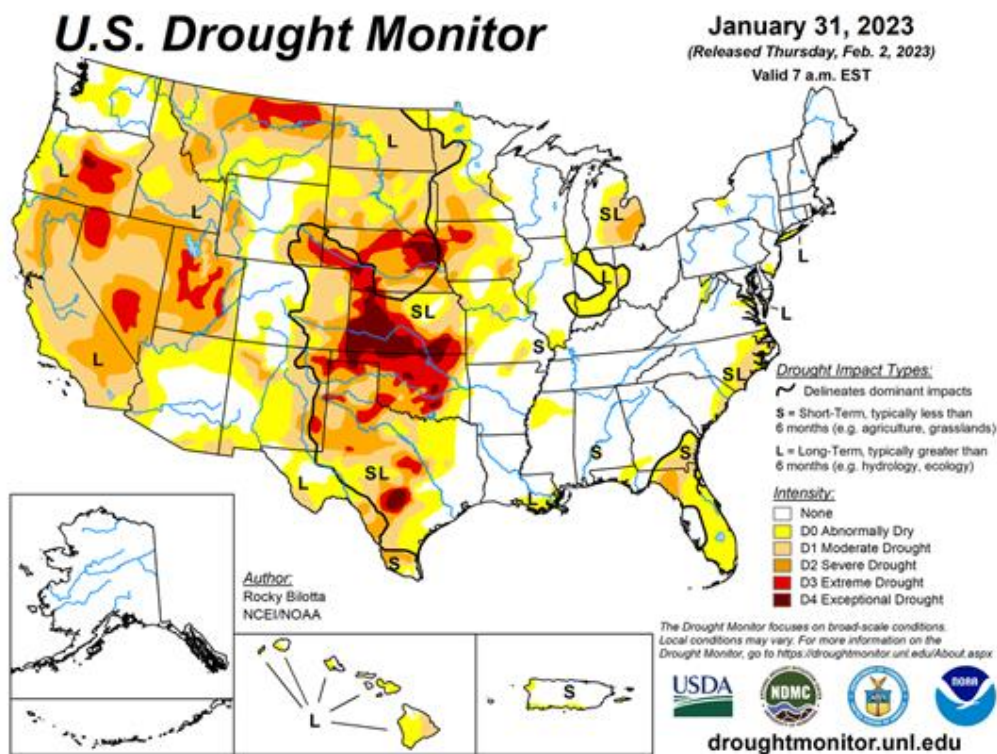 U.S. Drought Monitor
January 31, 2023
(Released Thursday, Feb. 2, 2023)
Valid 7 a.m. EST
L
L
SL
L
L
L
SL
S
L
L
SL
Drought Impact Types:
Delineates dominant impacts
S = Short-Term, typically less than
6 months (e.g. agriculture, grasslands)
L = Long-Term, typically greater than
6 months (e.g. hydrology, ecology)
SL
L
S
S
L
S
Intensity:
None
D0 Abnormally Dry
D1 Moderate Drought
D2 Severe Drought
D3 Extreme Drought
D4 Exceptional Drought
Author:
Rocky Bilotta
NCEI/NOAA
L
S
The Drought Monitor focuses on broad-scale conditions.
Local conditions may vary. For more information on the
Drought Monitor, go to https://droughtmonitor.unl.edu/About.aspx
USDA
NDMC
NOAA
droughtmonitor.unl.edu